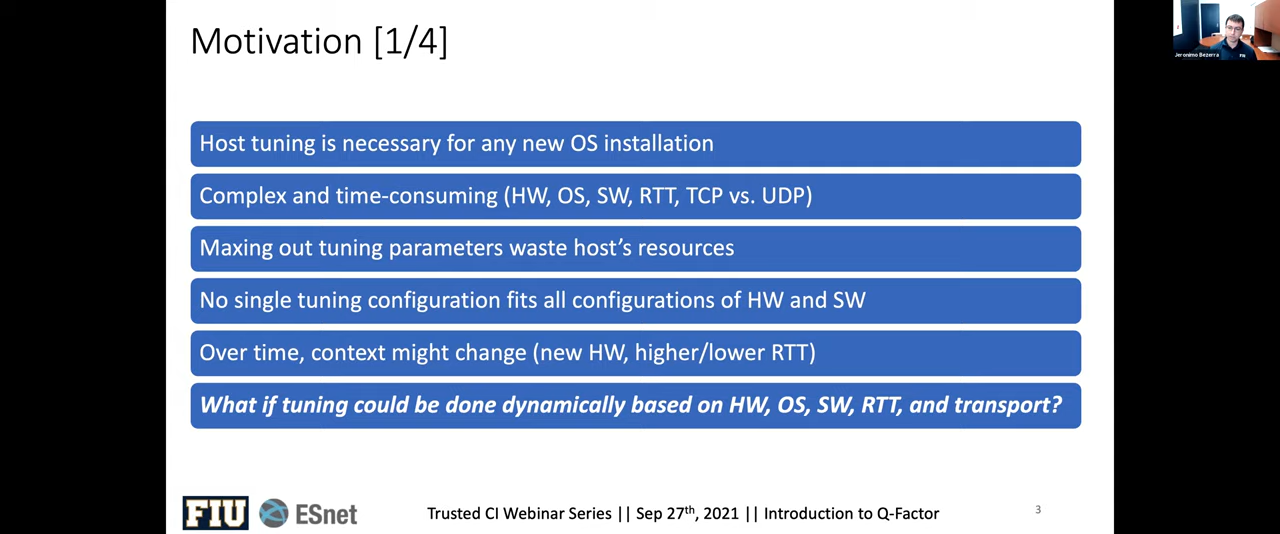 Motivation [1/4]
Jeronimo Bezerra
Host tuning is necessary for any new OS installation
Complex and time-consuming (HW, OS, SW, RTT, TCP vs. UDP)
Maxing out tuning parameters waste host's resources
No single tuning configuration fits all configurations of HW and SW
Over time, context might change (new HW, higher/lower RTT)
What if tuning could be done dynamically based on HW, OS, SW, RTT, and transport?
FIU
ESnet
Trusted CI Webinar Series || Sep 27th, 2021 || Introduction to Q-Factor
3